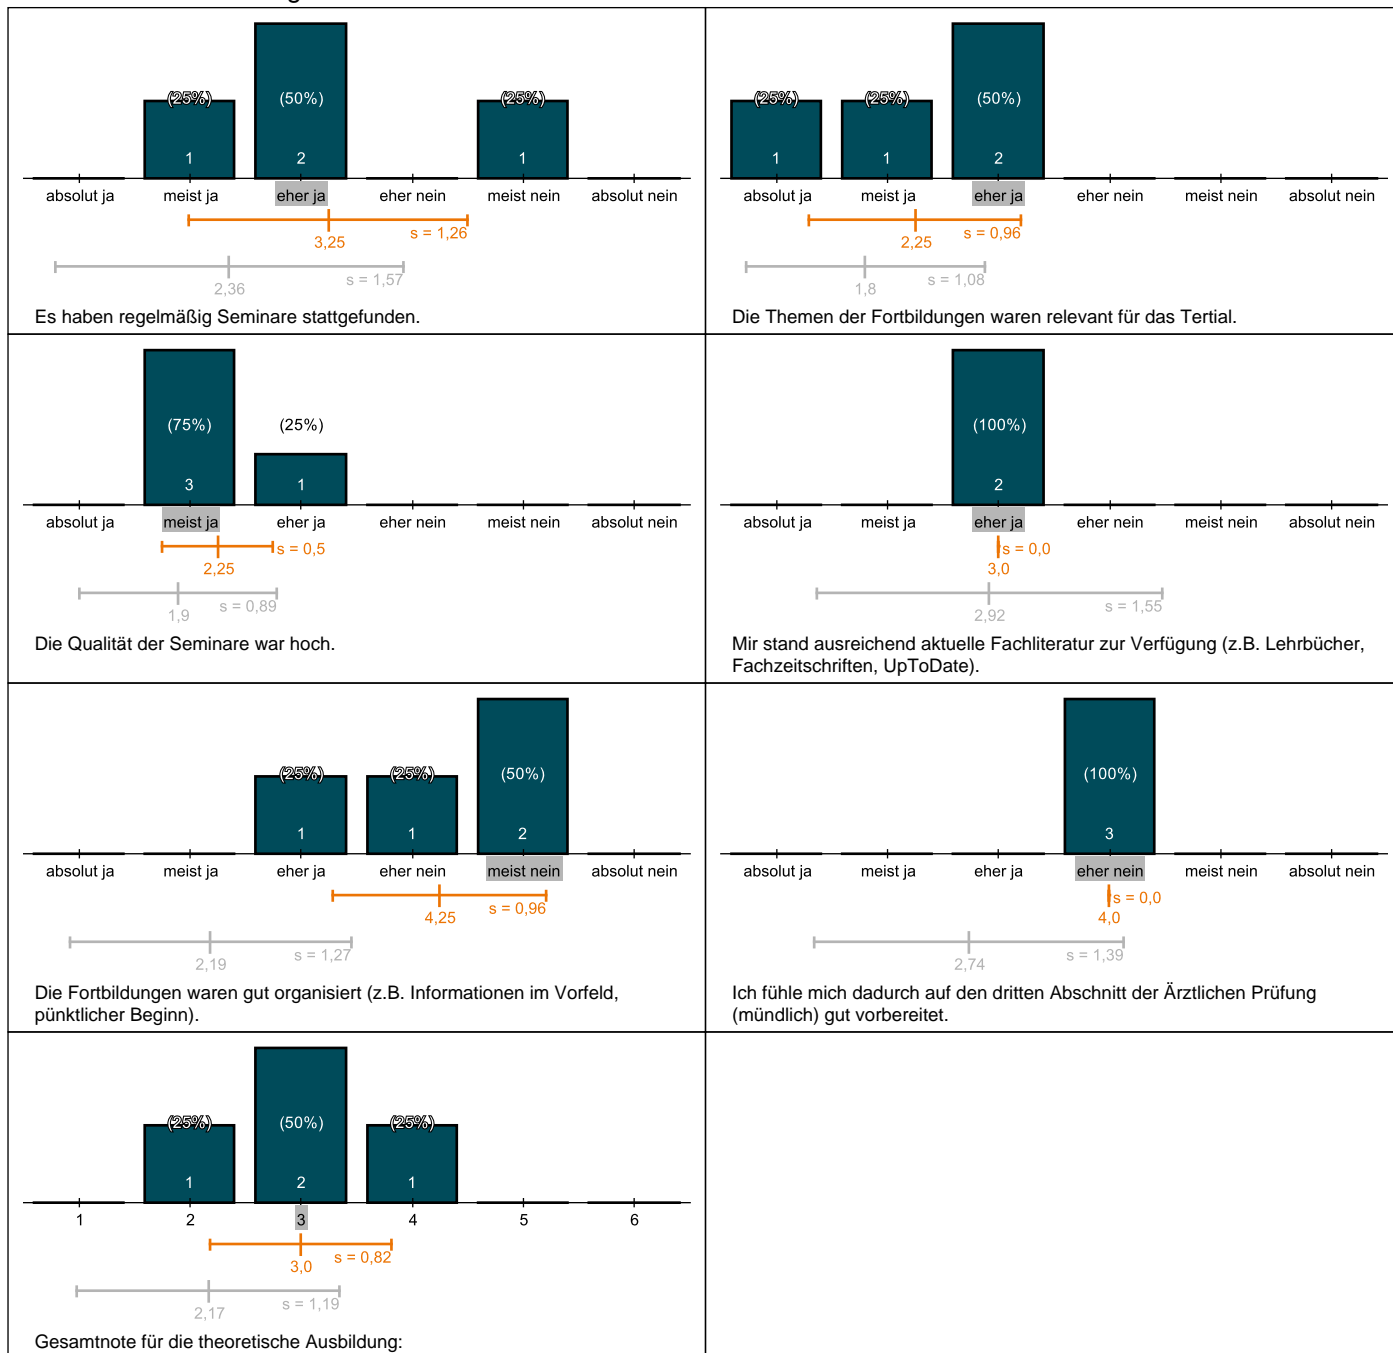 (25%) (50%) (25%)
1 2 1
absolut ja meist ja eher ja eher nein meist nein absolut nein
s = 1,26
3,25
s = 1,57
2,36
Es haben regelmäßig Seminare stattgefunden.
(25%) (25%) (50%)
1 1 2
absolut ja meist ja eher ja eher nein meist nein absolut nein
s = 0,96
2,25
s = 1,08
1,8
Die Themen der Fortbildungen waren relevant für das Tertial.
(75%) (25%)
3 1
absolut ja meist ja eher ja eher nein meist nein absolut nein
s = 0,5
2,25
s = 0,89
1,9
Die Qualität der Seminare war hoch.
(100%)
2
absolut ja meist ja eher ja eher nein meist nein absolut nein
s = 0,0
3,0
s = 1,55
2,92
Mir stand ausreichend aktuelle Fachliteratur zur Verfügung (z.B. Lehrbücher,
Fachzeitschriften, UpToDate).
(25%) (25%) (50%)
1 1 2
absolut ja meist ja eher ja eher nein meist nein absolut nein
s = 0,96
4,25
s = 1,27
2,19
Die Fortbildungen waren gut organisiert (z.B. Informationen im Vorfeld,
pünktlicher Beginn).
(100%)
3
absolut ja meist ja eher ja eher nein meist nein absolut nein
s = 0,0
4,0
s = 1,39
2,74
Ich fühle mich dadurch auf den dritten Abschnitt der Ärztlichen Prüfung
(mündlich) gut vorbereitet.
(25%) (50%) (25%)
1 2 1
1 2 3 4 5 6
s = 0,82
3,0
s = 1,19
2,17
Gesamtnote für die theoretische Ausbildung: